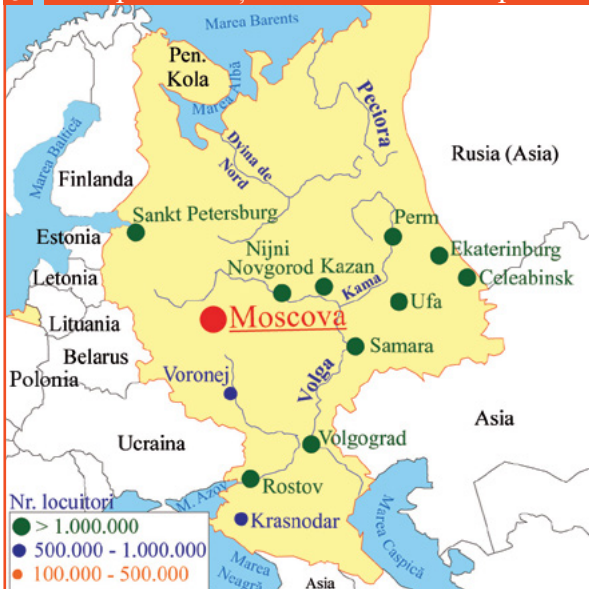 Marea Barents
Pen.
Kola
Marea Albă
Peciora
Dvina de
Nord
Marea Baltică
Rusia (Asia)
Finlanda
Sankt Petersburg
Perm
Estonia
Nijni
Novgorod
Kazan
Ekaterinburg
Celeabinsk
Letonia
Kama
Ufa
Lituania
Moscova
Belarus
Samara
Polonia
Voronej
Volga
Asia
Ucraina
Volgograd
Rostov
M. Azov
Krasnodar
Marea
Caspică
Marea
Neagră
Asia
Nr. locuitori
> 1.000.000
500.000 - 1.000.000
100.000 - 500.000